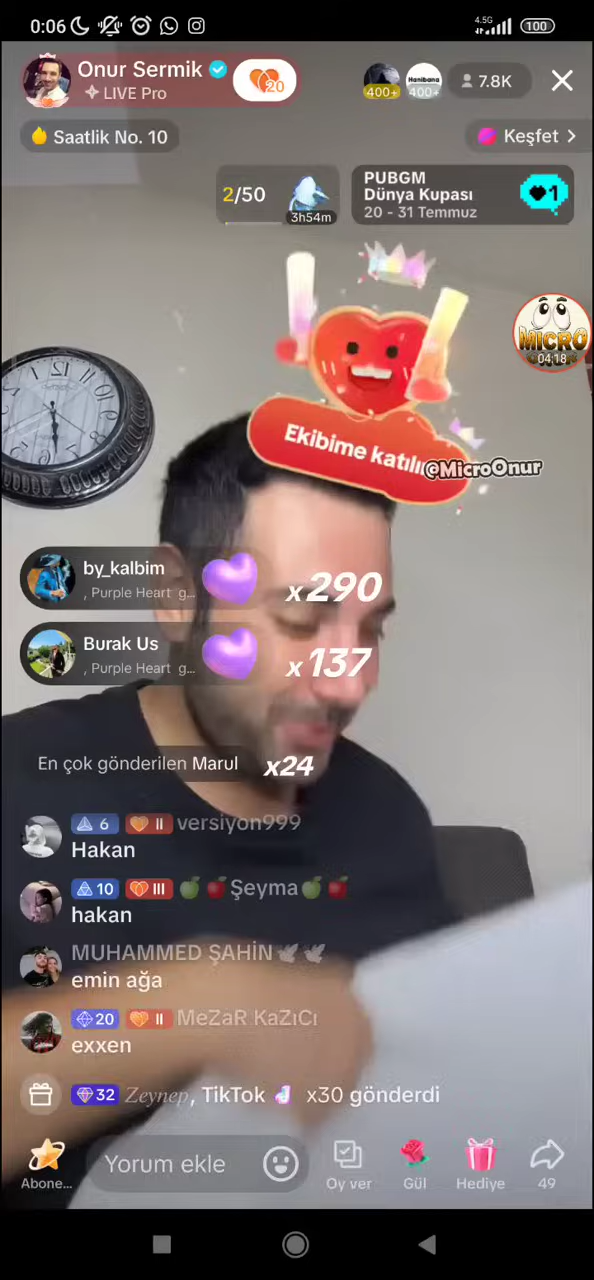 0:06
4.5G
100
Onur Sermik
LIVE Pro
20
400+
Hanibana
400+
7.8K
Saatlik No. 10
Keşfet
2/50
3h54m
PUBGM
Dünya Kupası
20 - 31 Temmuz
1
MICRO
04:18
Ekibime katılı
@MicroOnur
by_kalbim
, Purple Heart g...
x290
Burak Us
, Purple Heart g...
x137
En çok gönderilen Marul x24
6 II versiyon999
Hakan
10 III 🍏🍎Şeyma🍏🍎
hakan
MUHAMMED ŞAHİN🕊🕊
emin ağa
20 II MeZaR KaZıCı
exxen
32 Zeynep, TikTok x30 gönderdi
Abone...
Yorum ekle
Oy ver
Gül
Hediye
49